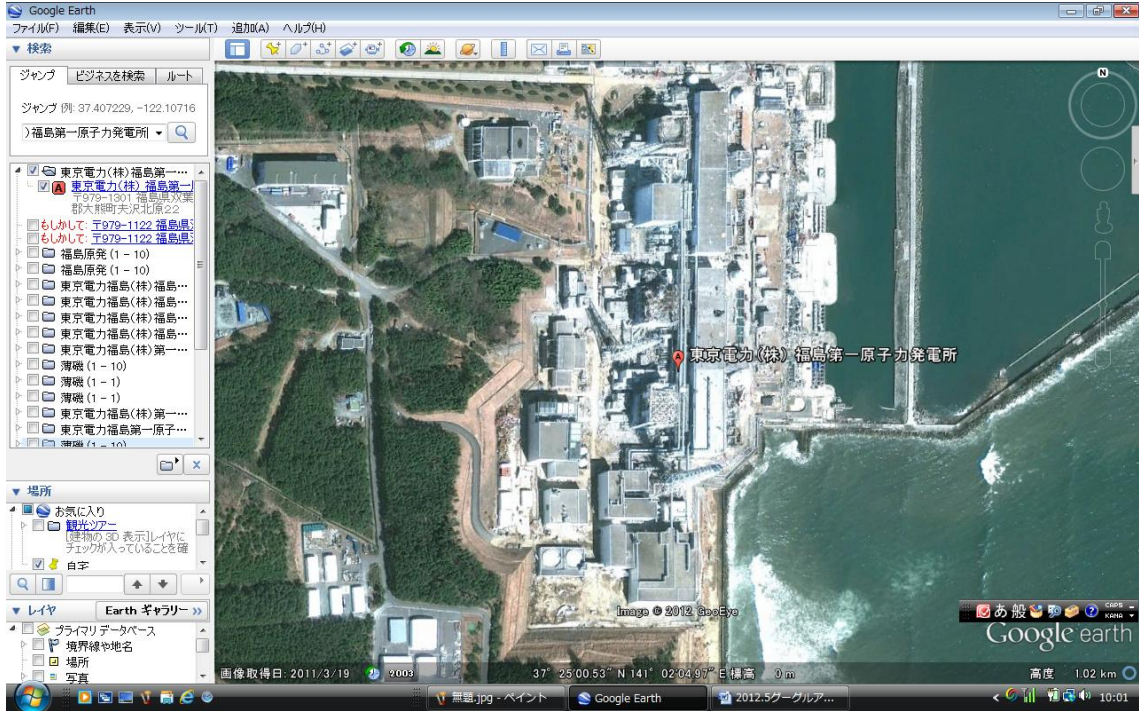 Google Earth
ファイル(F) 編集(E) 表示(V) ツール(T) 追加(A) ヘルプ(H)
検索
ジャンプ ビジネスを検索 ルート
ジャンプ 例: 37.407229, -122.10716
)福島第一原子力発電所
東京電力(株)福島第一…
A 東京電力(株) 福島第一
〒979-1301 福島県双葉
郡大熊町夫沢北原22
もしかして: 〒979-1122 福島県
もしかして: 〒979-1122 福島県
福島原発 (1 - 10)
福島原発 (1 - 10)
東京電力福島(株)福島…
東京電力福島(株)福島…
東京電力福島(株)福島…
東京電力福島(株)福島…
東京電力福島(株)第一…
薄磯 (1 - 10)
薄磯 (1 - 1)
薄磯 (1 - 1)
東京電力福島(株)第一…
東京電力福島第一原子…
薄磯 (1 - 10)
場所
お気に入り
観光ツアー
[建物の 3D 表示]レイヤに
チェックが入っていることを確
自宅
レイヤ Earth ギャラリー >>
プライマリ データベース
境界線や地名
場所
写真
N
A 東京電力(株) 福島第一原子力発電所
Image © 2012 GeoEye
あ 般 CAPS
KANA
Google earth
画像取得日: 2011/3/19 2003 37° 25'00.53" N 141° 02'04.97" E 標高 0 m 高度 1.02 km
無題.jpg - ペイント Google Earth 2012.5グーグルア... 10:01